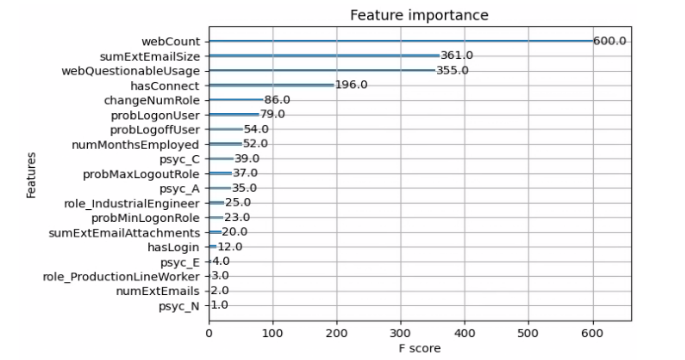 Feature importance
webCount 600.0
sumExtEmailSize 361.0
webQuestionableUsage 355.0
hasConnect 196.0
changeNumRole 86.0
probLogonUser 79.0
probLogoffUser 54.0
numMonthsEmployed 52.0
psyc_C 39.0
probMaxLogoutRole 37.0
psyc_A 35.0
role_IndustrialEngineer 25.0
probMinLogonRole 23.0
sumExtEmailAttachments 20.0
hasLogin 12.0
psyc_E 4.0
role_ProductionLineWorker 3.0
numExtEmails 2.0
psyc_N 1.0
Features
0 100 200 300 400 500 600
F score